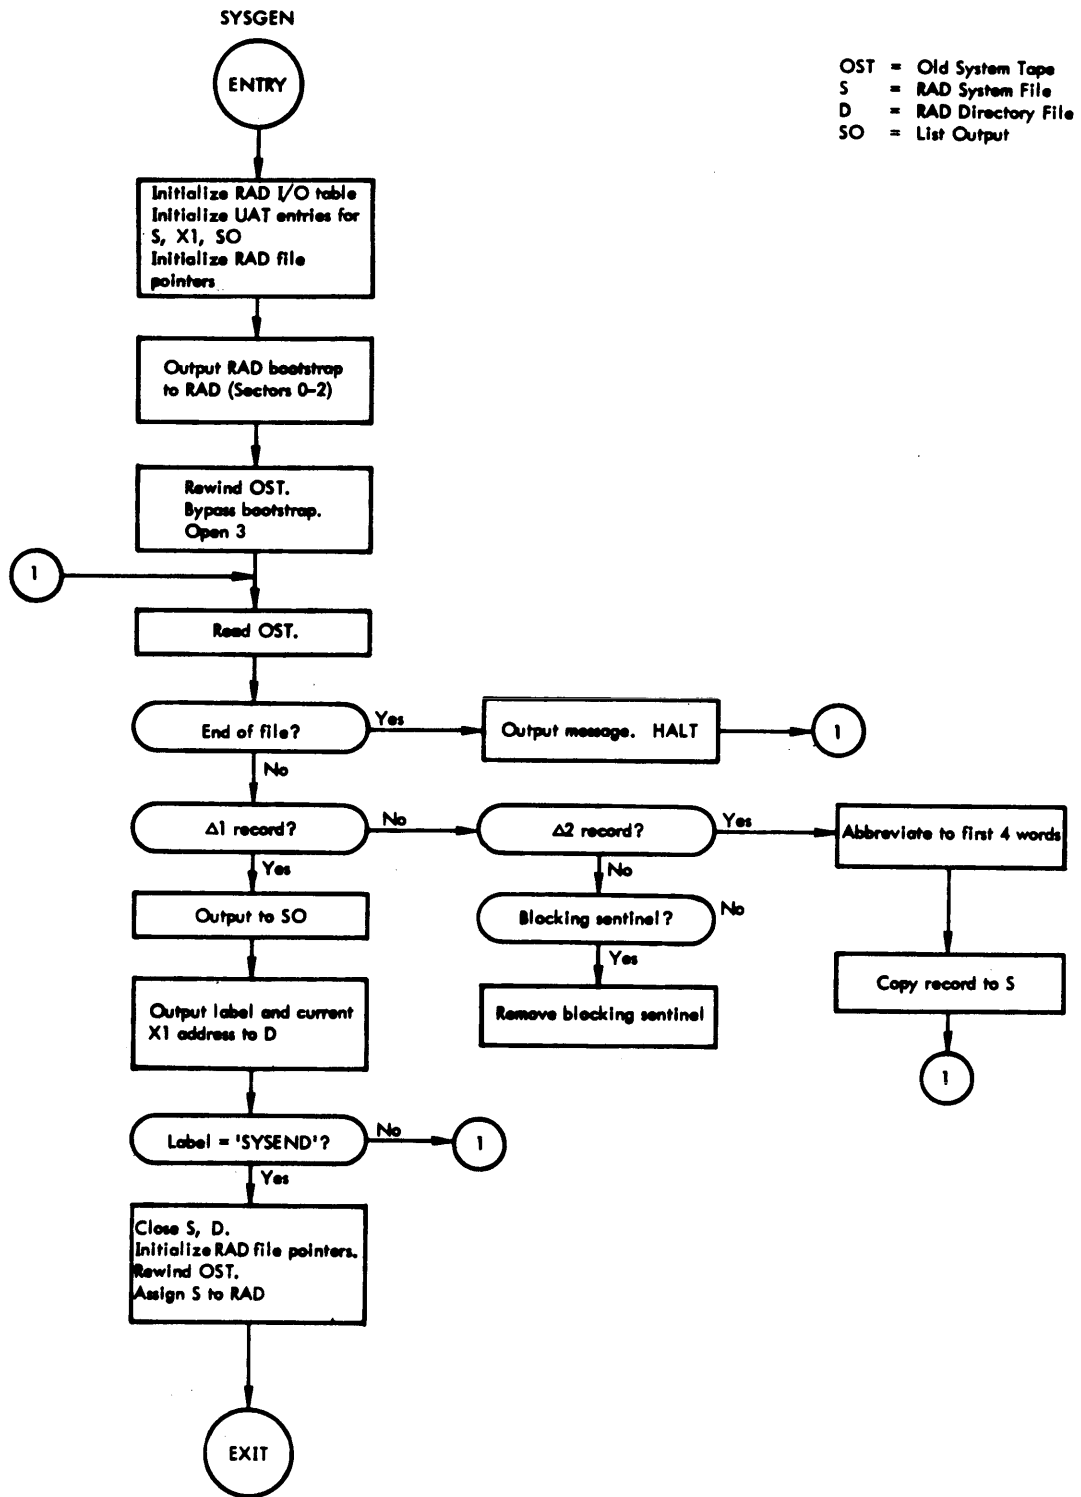 SYSGEN
ENTRY
OST = Old System Tape
S = RAD System File
D = RAD Directory File
SO = List Output
Initialize RAD I/O table
Initialize UAT entries for
S, X1, SO
Initialize RAD file
pointers
Output RAD bootstrap
to RAD (Sectors 0-2)
Rewind OST.
Bypass bootstrap.
Open 3
1
Read OST.
End of file?
Yes
Output message. HALT
1
No
Δ1 record?
No
Δ2 record?
Yes
Abbreviate to first 4 words
Yes
No
Output to SO
Blocking sentinel?
No
Yes
Copy record to S
Output label and current
X1 address to D
Remove blocking sentinel
1
Label = 'SYSEND'?
No
1
Yes
Close S, D.
Initialize RAD file pointers.
Rewind OST.
Assign S to RAD
EXIT